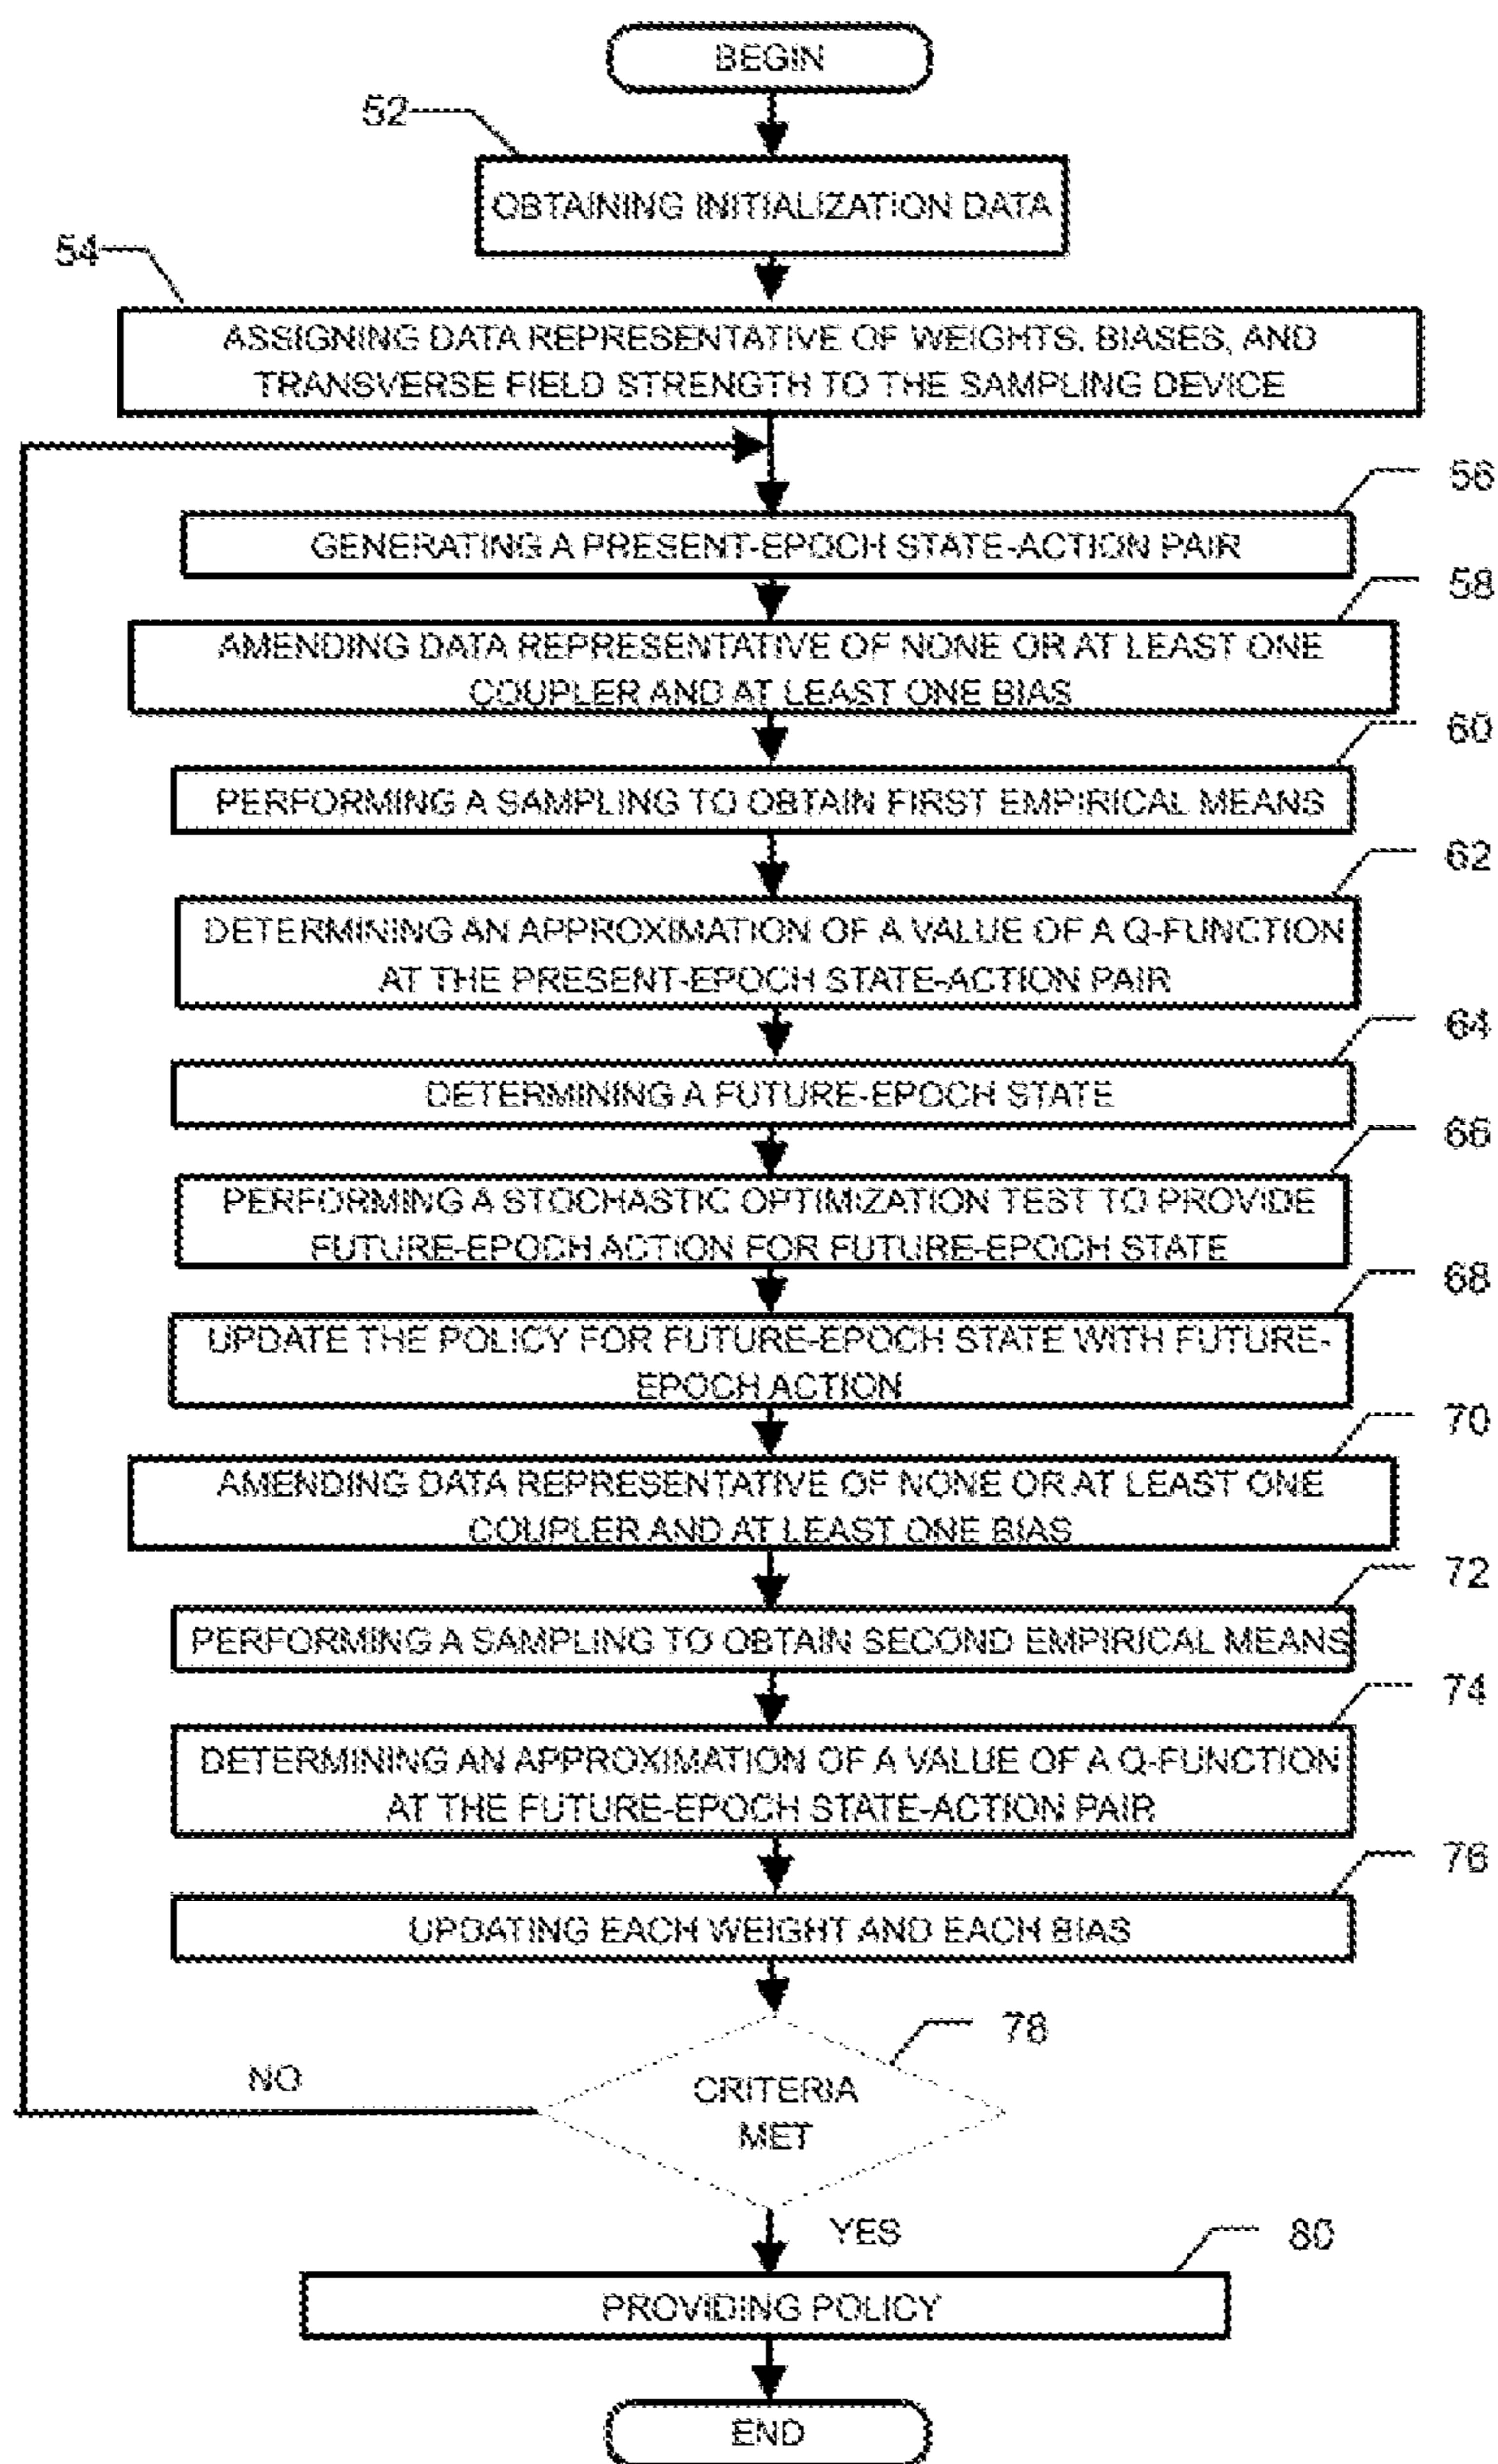 BEGIN
52
OBTAINING INITIALIZATION DATA
54
ASSIGNING DATA REPRESENTATIVE OF WEIGHTS, BIASES, AND
TRANSVERSE FIELD STRENGTH TO THE SAMPLING DEVICE
56
GENERATING A PRESENT-EPOCH STATE-ACTION PAIR
58
AMENDING DATA REPRESENTATIVE OF NONE OR AT LEAST ONE
COUPLER AND AT LEAST ONE BIAS
60
PERFORMING A SAMPLING TO OBTAIN FIRST EMPIRICAL MEANS
62
DETERMINING AN APPROXIMATION OF A VALUE OF A Q-FUNCTION
AT THE PRESENT-EPOCH STATE-ACTION PAIR
64
DETERMINING A FUTURE-EPOCH STATE
66
PERFORMING A STOCHASTIC OPTIMIZATION TEST TO PROVIDE
FUTURE-EPOCH ACTION FOR FUTURE-EPOCH STATE
68
UPDATE THE POLICY FOR FUTURE-EPOCH STATE WITH FUTURE-
EPOCH ACTION
70
AMENDING DATA REPRESENTATIVE OF NONE OR AT LEAST ONE
COUPLER AND AT LEAST ONE BIAS
72
PERFORMING A SAMPLING TO OBTAIN SECOND EMPIRICAL MEANS
74
DETERMINING AN APPROXIMATION OF A VALUE OF A Q-FUNCTION
AT THE FUTURE-EPOCH STATE-ACTION PAIR
76
UPDATING EACH WEIGHT AND EACH BIAS
78
NO
CRITERIA
MET
YES
80
PROVIDING POLICY
END